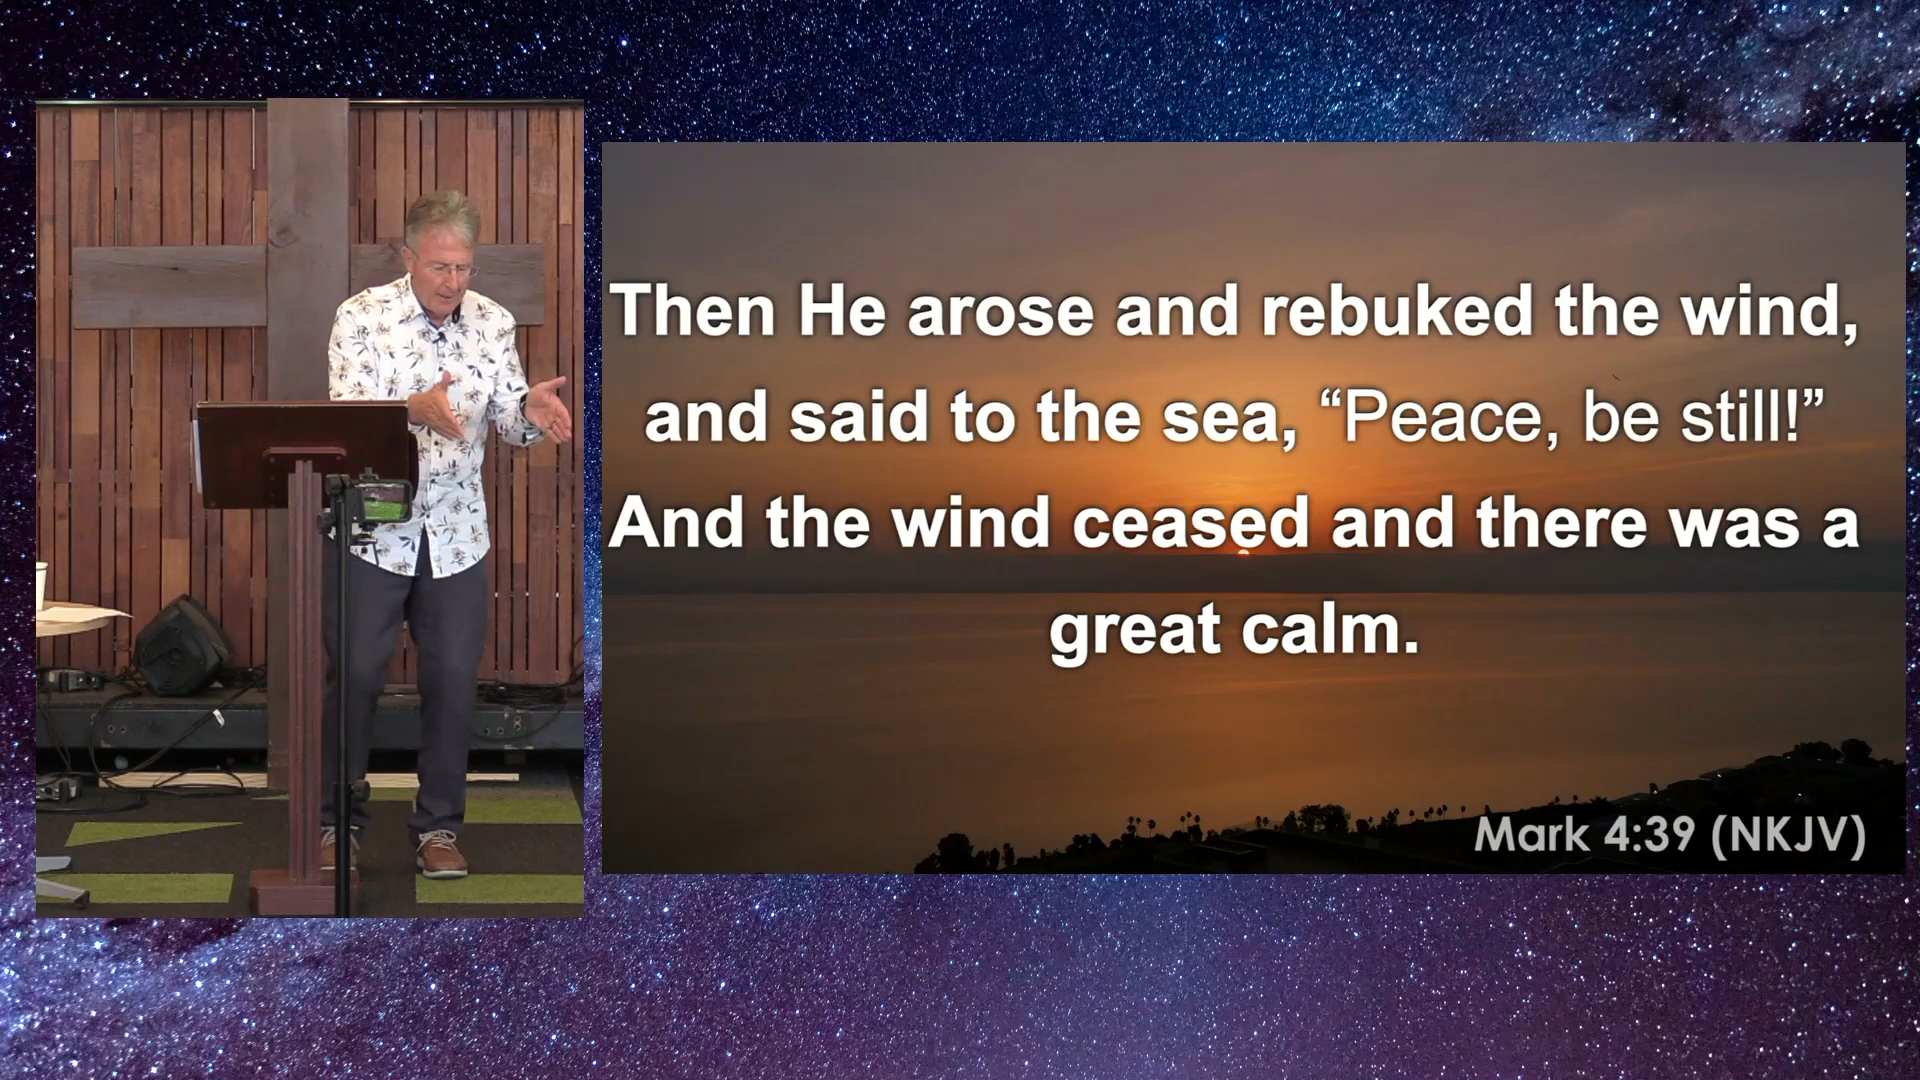 Then He arose and rebuked the wind,
and said to the sea, “Peace, be still!”
And the wind ceased and there was a
great calm.
Mark 4:39 (NKJV)